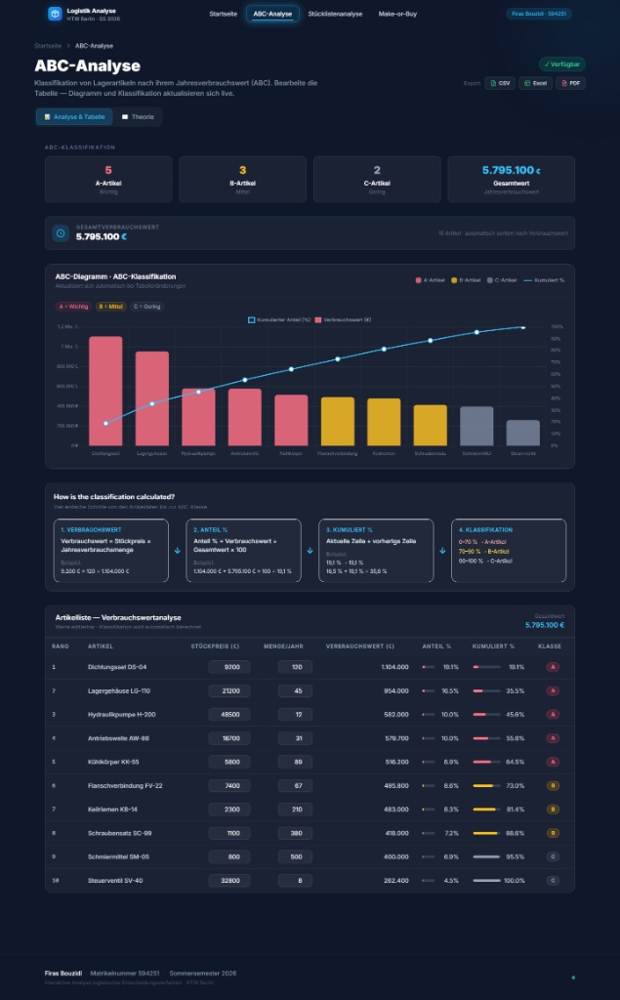 Logistik Analyse
HTW Berlin · SS 2026
Startseite ABC-Analyse Stücklistenanalyse Make-or-Buy
Firas Bouzidi · 594251
Startseite > ABC-Analyse
ABC-Analyse
✓ Verfügbar
Klassifikation von Lagerartikeln nach ihrem Jahresverbrauchswert (ABC). Bearbeite die
Tabelle — Diagramm und Klassifikation aktualisieren sich live.
Export: CSV Excel PDF
Analyse & Tabelle Theorie
ABC-KLASSIFIKATION
5
A-Artikel
Wichtig
3
B-Artikel
Mittel
2
C-Artikel
Gering
5.795.100 €
Gesamtwert
Jahresverbrauchswert
GESAMTVERBRAUCHSWERT
5.795.100 €
10 Artikel · automatisch sortiert nach Verbrauchswert
ABC-Diagramm · ABC-Klassifikation
Aktualisiert sich automatisch bei Tabellenänderungen
A-Artikel B-Artikel C-Artikel Kumuliert %
A = Wichtig B = Mittel C = Gering
Kumulierter Anteil (%) Verbrauchswert (€)
1,2 Mio. € 100%
1 Mio. € 90%
80%
800.000 € 70%
60%
600.000 € 50%
40%
400.000 € 30%
20%
200.000 € 10%
0 € 0%
Dichtungsset Lagergehäuse Hydraulikpumpe Antriebswelle Kühlkörper Flanschverbindung Keilriemen Schraubensatz Schmiermittel Steuerventil
How is the classification calculated?
Vier einfache Schritte von den Artikeldaten bis zur ABC-Klasse.
1. VERBRAUCHSWERT
Verbrauchswert = Stückpreis ×
Jahresverbrauchsmenge
Beispiel:
9.200 € × 120 = 1.104.000 €
2. ANTEIL %
Anteil % = Verbrauchswert ÷
Gesamtwert × 100
Beispiel:
1.104.000 € ÷ 5.795.100 € × 100 = 19,1 %
3. KUMULIERT %
Aktuelle Zeile + vorherige Zeile
Beispiel:
19,1 % → 19,1 %
16,5 % + 19,1 % = 35,6 %
4. KLASSIFIKATION
0–70 % → A-Artikel
70–90 % → B-Artikel
90–100 % → C-Artikel
Artikelliste — Verbrauchswertanalyse
Werte editierbar · Klassifikation wird automatisch berechnet
Gesamtwert
5.795.100 €
RANG ARTIKEL STÜCKPREIS (€) MENGE/JAHR VERBRAUCHSWERT (€) ANTEIL % KUMULIERT % KLASSE
1 Dichtungsset DS-04 9200 120 1.104.000 19.1% 19.1% A
2 Lagergehäuse LG-110 21200 45 954.000 16.5% 35.5% A
3 Hydraulikpumpe H-200 48500 12 582.000 10.0% 45.6% A
4 Antriebswelle AW-88 18700 31 579.700 10.0% 55.6% A
5 Kühlkörper KK-55 5800 89 516.200 8.9% 64.5% A
6 Flanschverbindung FV-22 7400 67 495.800 8.6% 73.0% B
7 Keilriemen KB-14 2300 210 483.000 8.3% 81.4% B
8 Schraubensatz SC-99 1100 380 418.000 7.2% 88.6% B
9 Schmiermittel SM-05 800 500 400.000 6.9% 95.5% C
10 Steuerventil SV-40 32800 8 262.400 4.5% 100.0% C
Firas Bouzidi Matrikelnummer 594251 Sommersemester 2026
Interaktive Analyse logistischer Entscheidungsverfahren · HTW Berlin